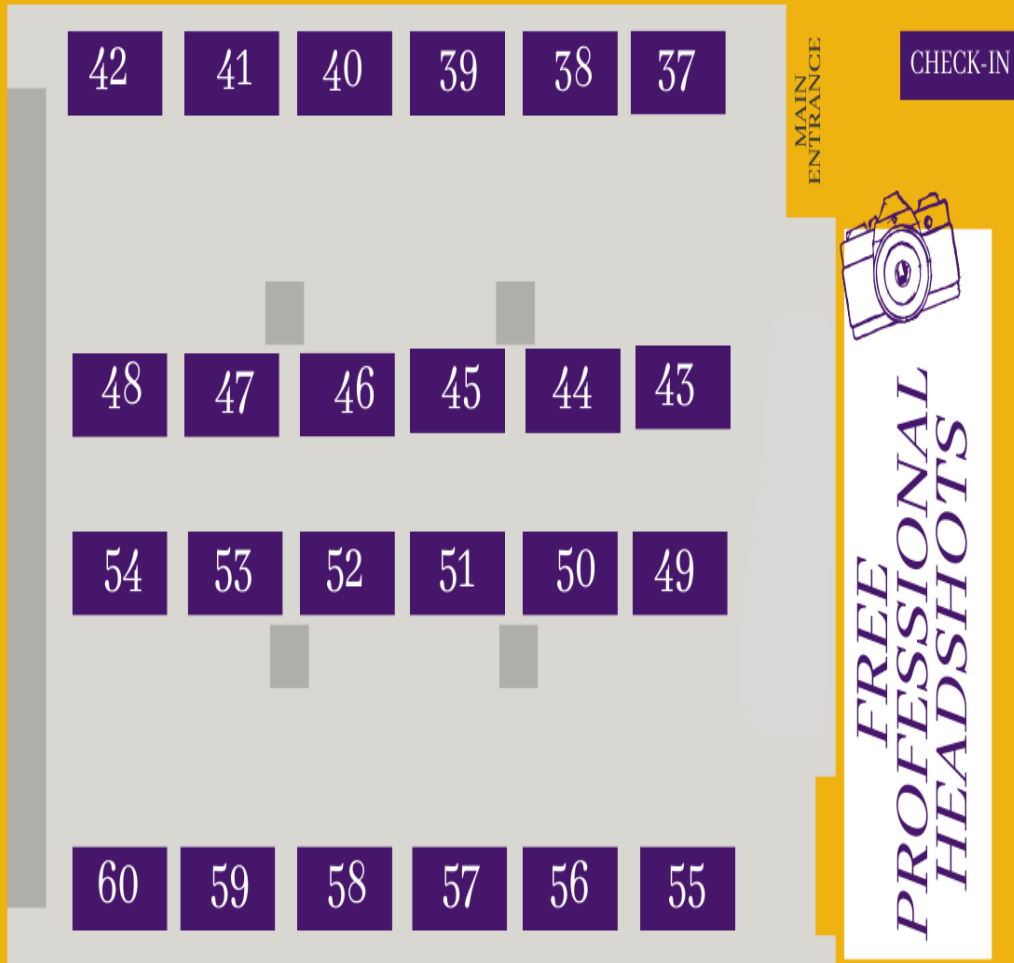 42 41 40 39 38 37
MAIN
ENTRANCE
CHECK-IN
48 47 46 45 44 43
54 53 52 51 50 49
60 59 58 57 56 55
FREE
PROFESSIONAL
HEADSHOTS